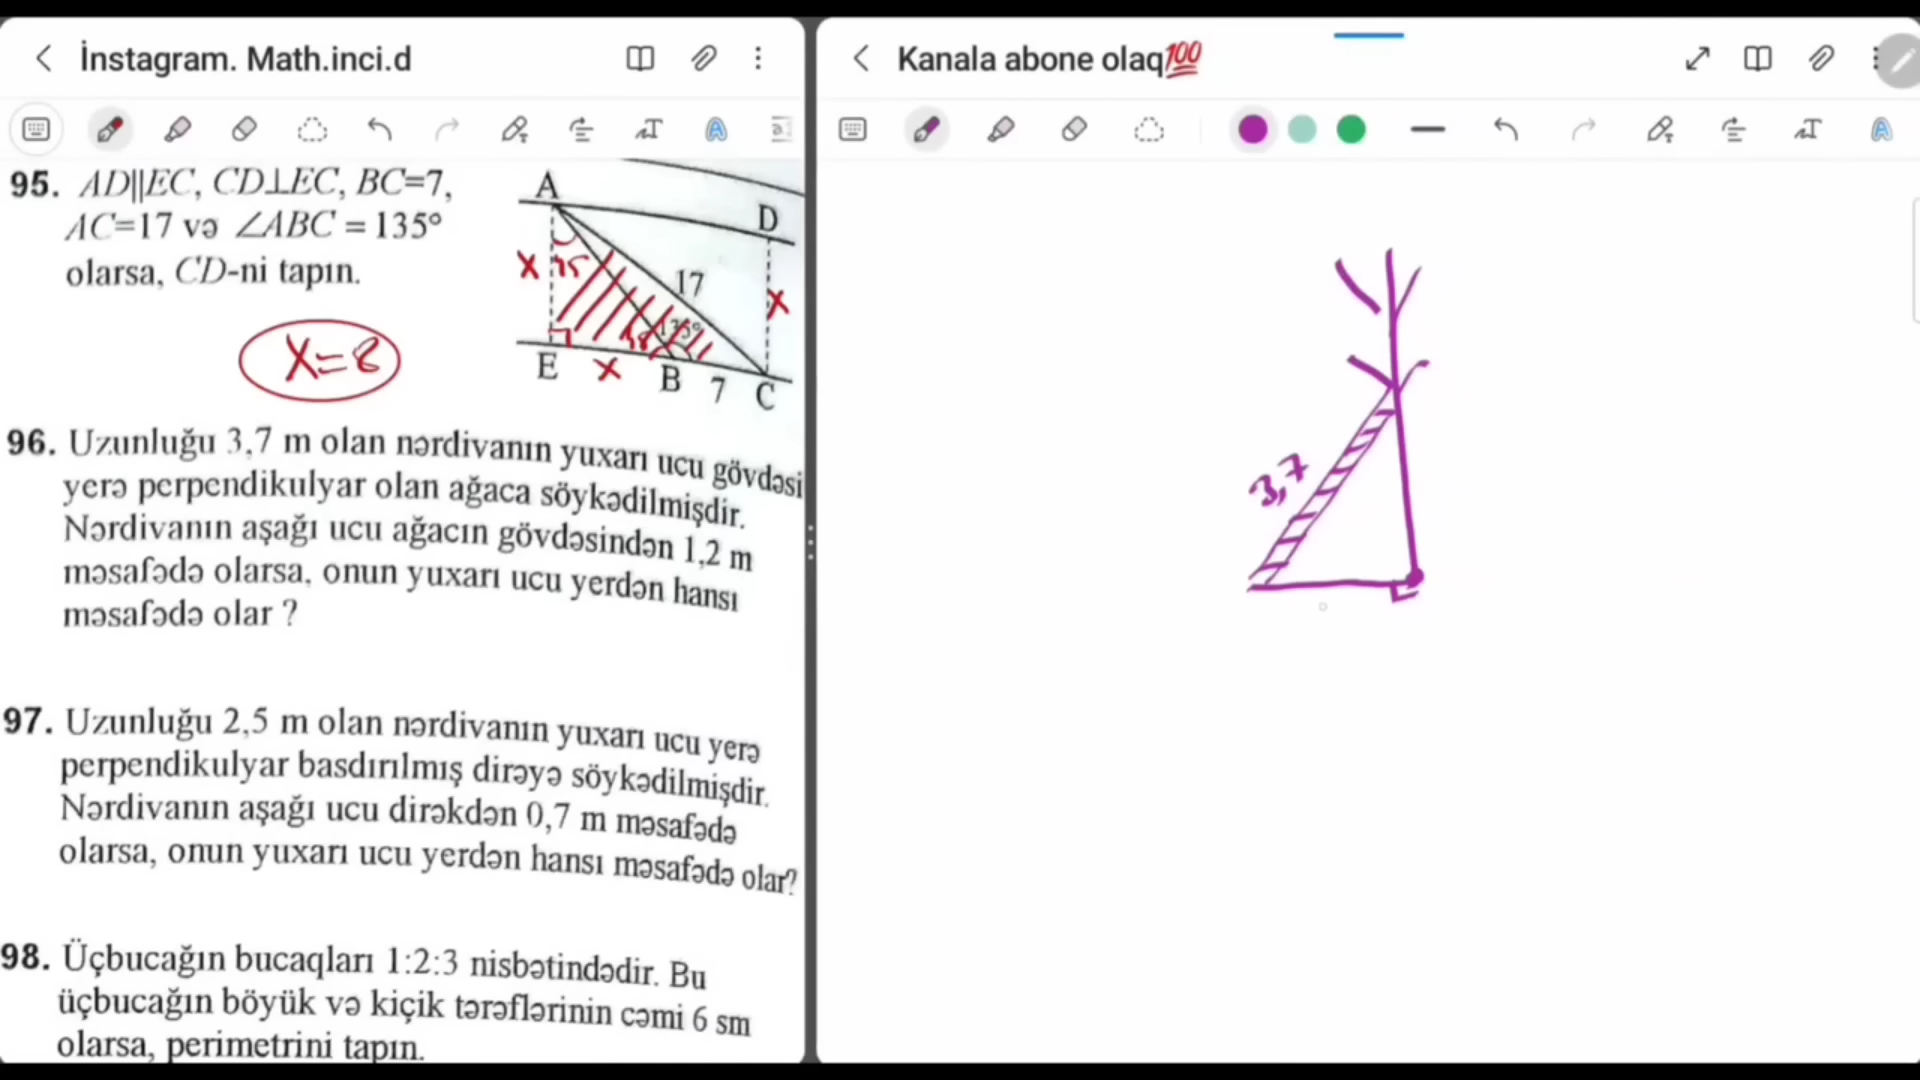 İnstagram. Math.inci.d
95. AD||EC, CD⊥EC, BC=7,
AC=17 və ∠ABC = 135°
olarsa, CD-ni tapın.
A
D
x
45
17
x
135°
45
E
x
B
7
C
x=8
96. Uzunluğu 3,7 m olan nərdivanın yuxarı ucu gövdəsi
yerə perpendikulyar olan ağaca söykədilmişdir.
Nərdivanın aşağı ucu ağacın gövdəsindən 1,2 m
məsafədə olarsa, onun yuxarı ucu yerdən hansı
məsafədə olar ?
97. Uzunluğu 2,5 m olan nərdivanın yuxarı ucu yerə
perpendikulyar basdırılmış dirəyə söykədilmişdir.
Nərdivanın aşağı ucu dirəkdən 0,7 m məsafədə
olarsa, onun yuxarı ucu yerdən hansı məsafədə olar?
98. Üçbucağın bucaqları 1:2:3 nisbətindədir. Bu
üçbucağın böyük və kiçik tərəflərinin cəmi 6 sm
olarsa, perimetrini tapın.
Kanala abone olaq💯
3,7